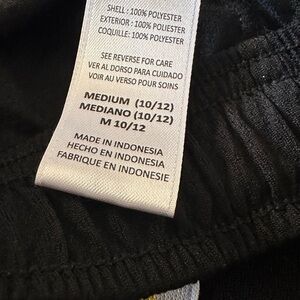 SHELL : 100% POLYESTER
EXTERIOR : 100% POLIESTER
COQUILLE: 100% POLYESTER
SEE REVERSE FOR CARE
VER AL DORSO PARA CUIDADO
VOIR AU VERSO POUR SOINS
MEDIUM (10/12)
MEDIANO (10/12)
M 10/12
MADE IN INDONESIA
HECHO EN INDONESIA
FABRIQUE EN INDONESIE